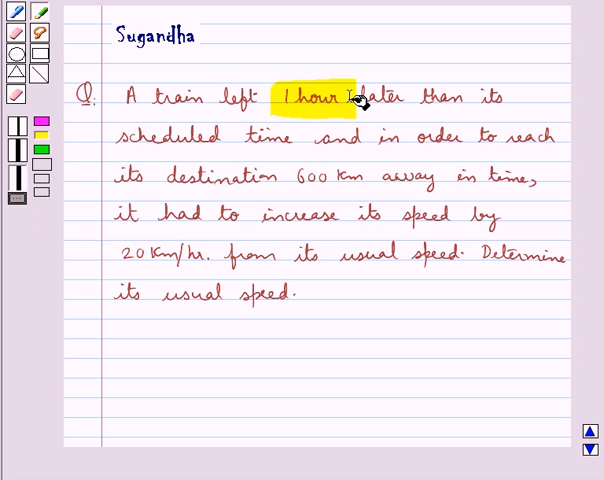 Sugandha
Q: A train left 1 hour later than its
scheduled time and in order to reach
its destination 600 km away in time,
it had to increase its speed by
20 Km/hr. from its usual speed. Determine
its usual speed.